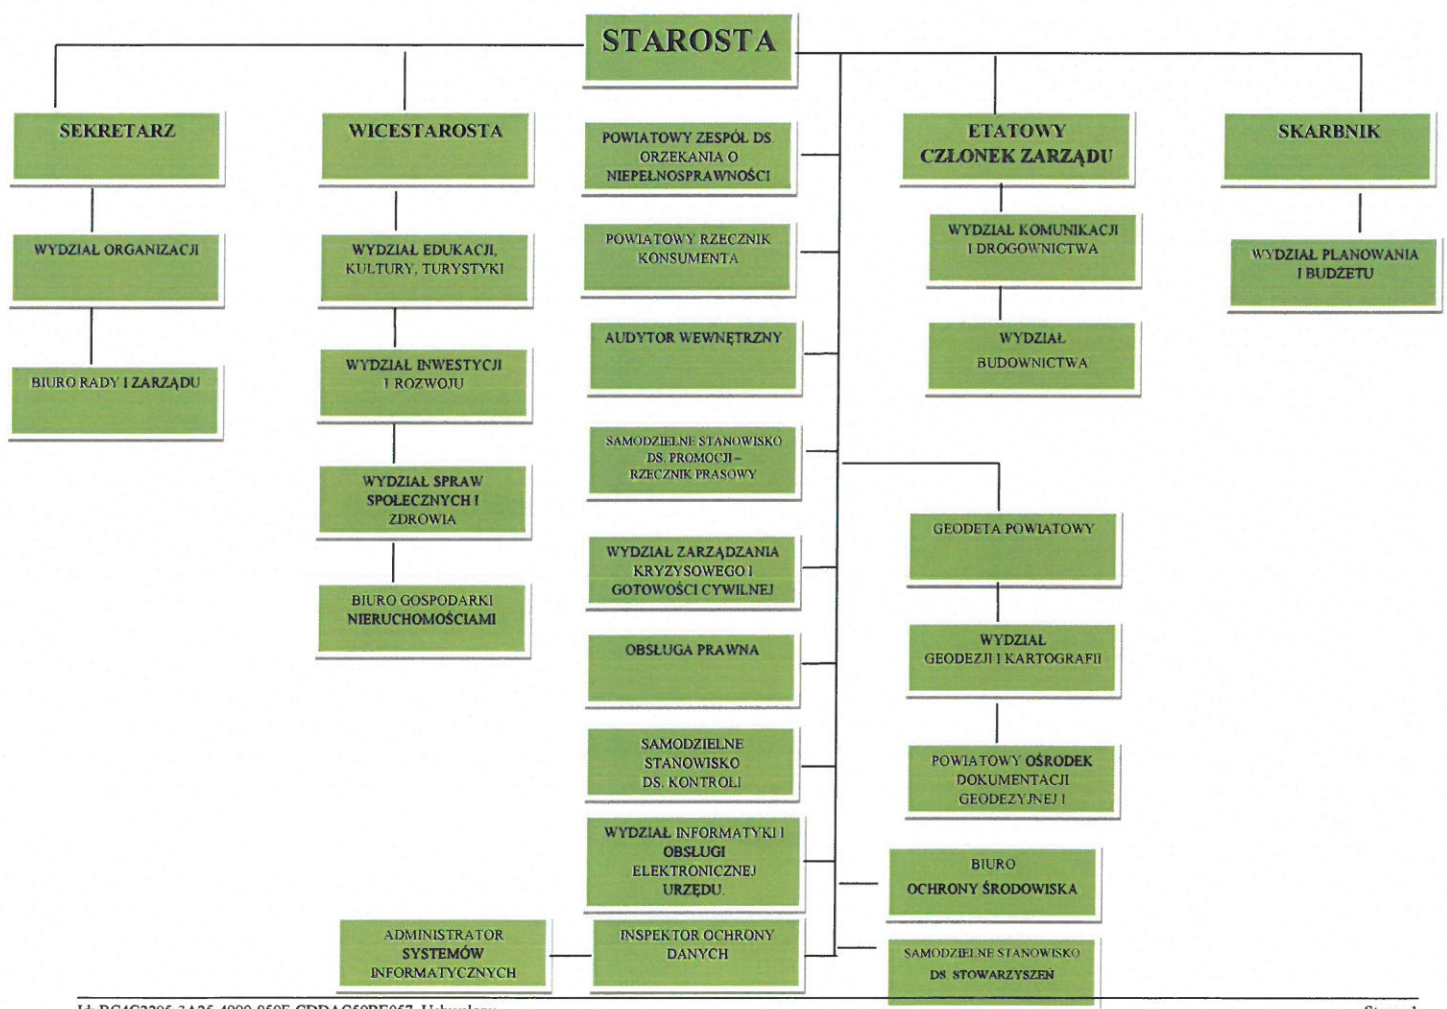 STAROSTA
SEKRETARZ
WICESTAROSTA
ETATOWY
CZŁONEK ZARZĄDU
SKARBNIK
WYDZIAŁ ORGANIZACJI
BIURO RADY I ZARZĄDU
WYDZIAŁ EDUKACJI,
KULTURY, TURYSTYKI
WYDZIAŁ INWESTYCJI
I ROZWOJU
WYDZIAŁ SPRAW
SPOŁECZNYCH I
ZDROWIA
BIURO GOSPODARKI
NIERUCHOMOŚCIAMI
POWIATOWY ZESPÓŁ DS.
ORZEKANIA O
NIEPEŁNOSPRAWNOŚCI
POWIATOWY RZECZNIK
KONSUMENTA
AUDYTOR WEWNĘTRZNY
SAMODZIELNE STANOWISKO
DS. PROMOCJI –
RZECZNIK PRASOWY
WYDZIAŁ ZARZĄDZANIA
KRYZYSOWEGO I
GOTOWOŚCI CYWILNEJ
OBSŁUGA PRAWNA
SAMODZIELNE
STANOWISKO
DS. KONTROLI
WYDZIAŁ INFORMATYKI I
OBSŁUGI
ELEKTRONICZNEJ
URZĘDU.
INSPEKTOR OCHRONY
DANYCH
ADMINISTRATOR
SYSTEMÓW
INFORMATYCZNYCH
WYDZIAŁ KOMUNIKACJI
I DROGOWNICTWA
WYDZIAŁ
BUDOWNICTWA
GEODETA POWIATOWY
WYDZIAŁ
GEODEZJI I KARTOGRAFII
POWIATOWY OŚRODEK
DOKUMENTACJI
GEODEZYJNEJ I
BIURO
OCHRONY ŚRODOWISKA
SAMODZIELNE STANOWISKO
DS. STOWARZYSZEŃ
WYDZIAŁ PLANOWANIA
I BUDŻETU